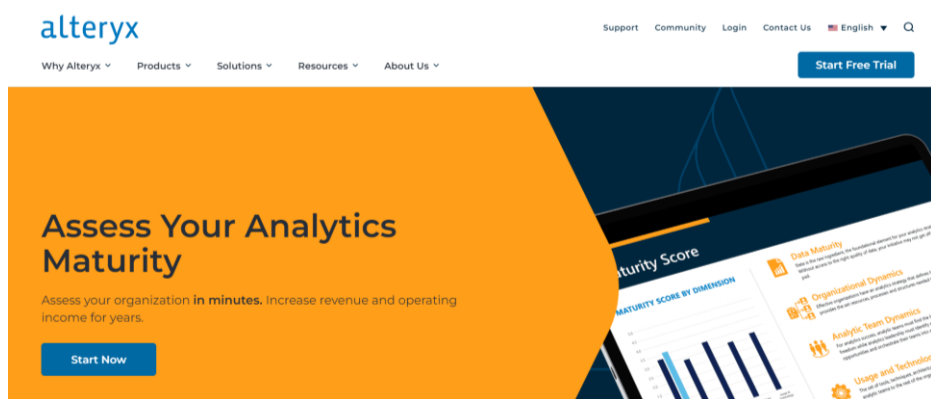 alteryx
Support Community Login Contact Us English
Why Alteryx Products Solutions Resources About Us
Start Free Trial
Assess Your Analytics
Maturity
Assess your organization in minutes. Increase revenue and operating
income for years.
Start Now
aturity Score
MATURITY SCORE BY DIMENSION
Data Maturity
Organizational Dynamics
Analytic Team Dynamics
Usage and Technolo